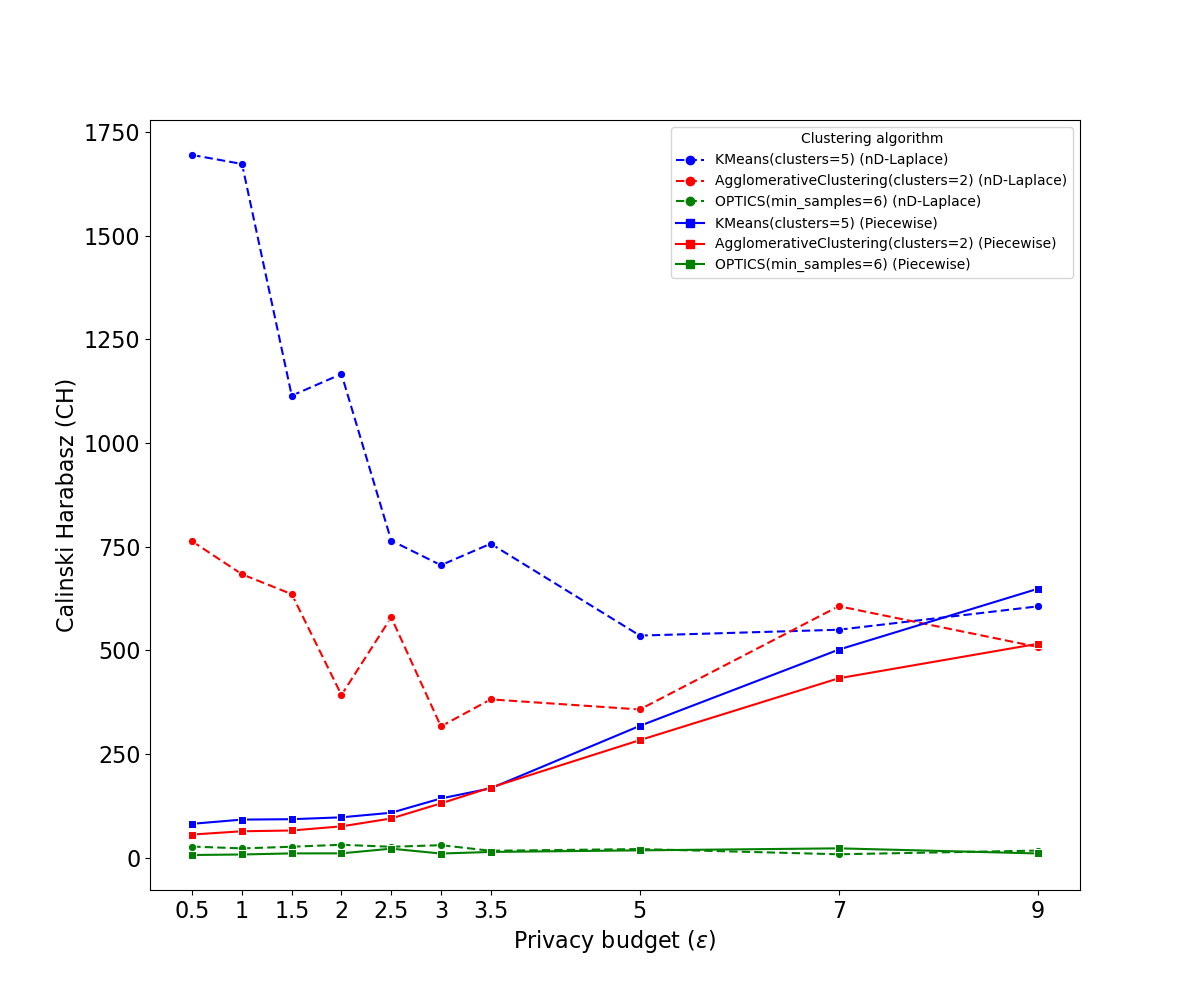 Clustering algorithm
KMeans(clusters=5) (nD-Laplace)
AgglomerativeClustering(clusters=2) (nD-Laplace)
OPTICS(min_samples=6) (nD-Laplace)
KMeans(clusters=5) (Piecewise)
AgglomerativeClustering(clusters=2) (Piecewise)
OPTICS(min_samples=6) (Piecewise)
Calinski Harabasz (CH)
1750
1500
1250
1000
750
500
250
0
0.5 1 1.5 2 2.5 3 3.5 5 7 9
Privacy budget (ε)